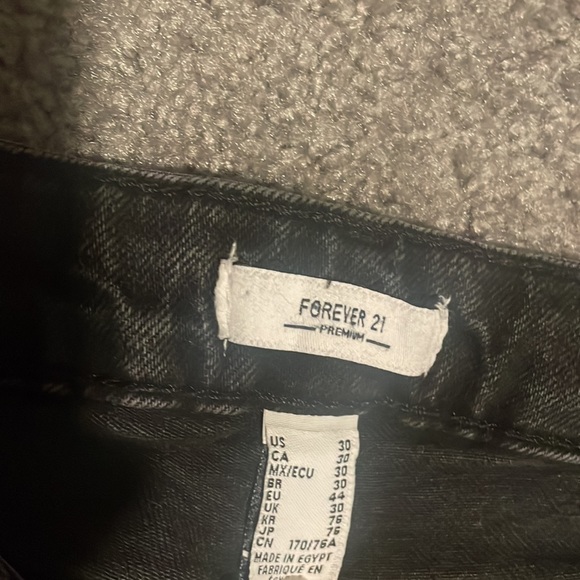 FOREVER 21
PREMIUM
US 30
CA 30
MX/ECU 30
BR 30
EU 44
UK 30
KR 76
JP 76
CN 170/76A
MADE IN EGYPT
FABRIQUÉ EN